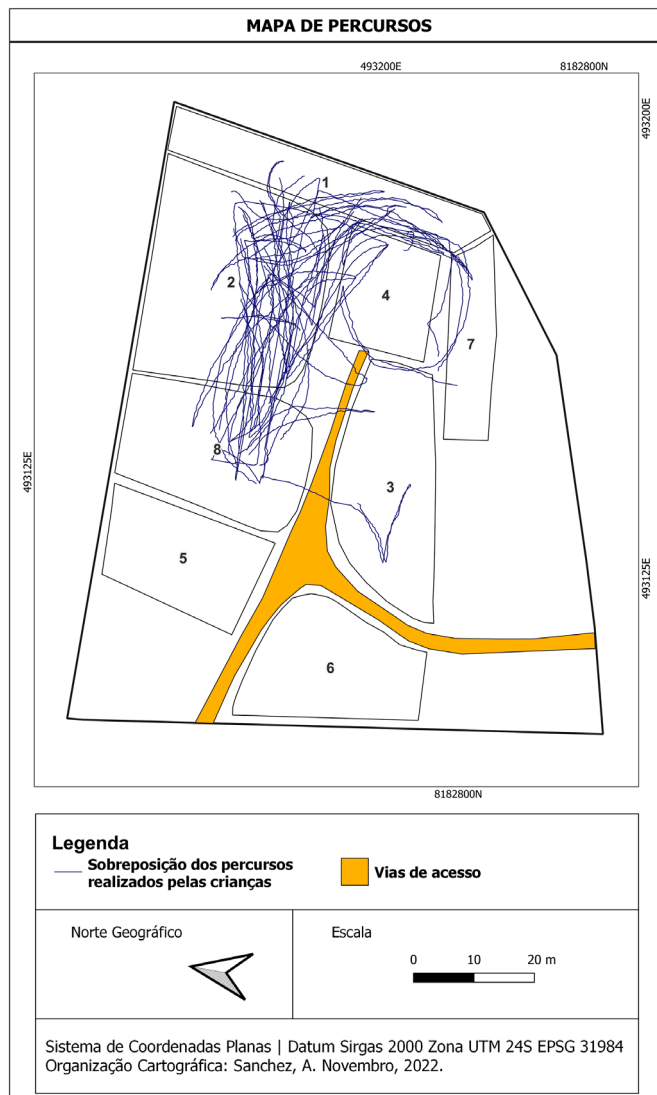 MAPA DE PERCURSOS
493200E
8182800N
493200E
1
2
4
7
8
3
493125E
5
493125E
6
8182800N
Legenda
Sobreposição dos percursos
realizados pelas crianças
Vias de acesso
Norte Geográfico
Escala
0 10 20 m
Sistema de Coordenadas Planas | Datum Sirgas 2000 Zona UTM 24S EPSG 31984
Organização Cartográfica: Sanchez, A. Novembro, 2022.